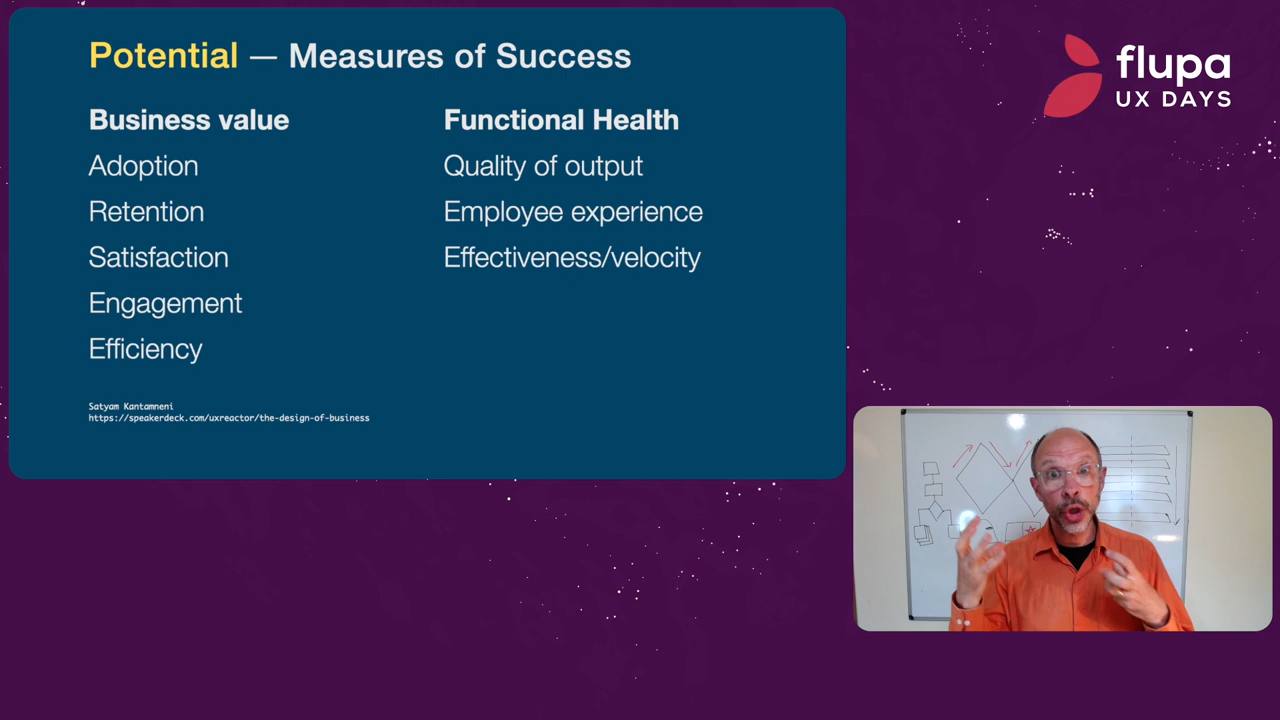 Potential — Measures of Success
Business value
Adoption
Retention
Satisfaction
Engagement
Efficiency
Functional Health
Quality of output
Employee experience
Effectiveness/velocity
Satyam Kantamneni
https://speakerdeck.com/uxreactor/the-design-of-business
flupa
UX DAYS